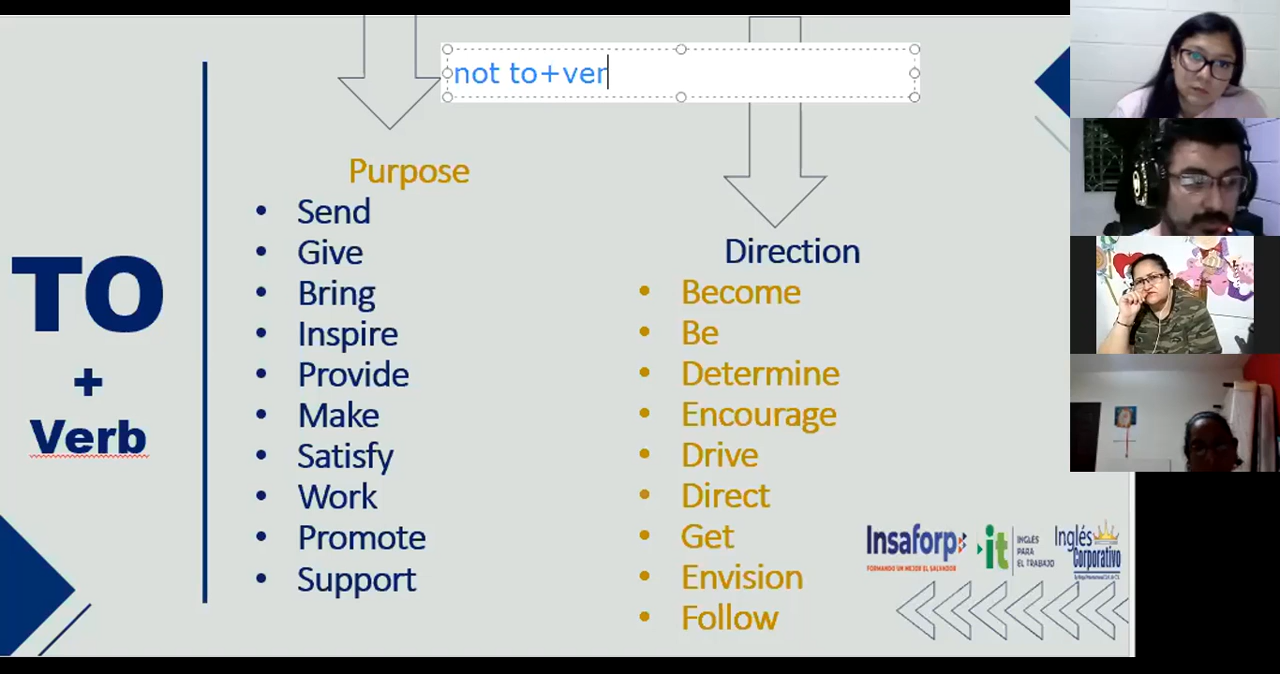 not to+ver
TO
+
Verb
Purpose
Send
Give
Bring
Inspire
Provide
Make
Satisfy
Work
Promote
Support
Direction
Become
Be
Determine
Encourage
Drive
Direct
Get
Envision
Follow
Insaforp
FORMANDO UN MEJOR EL SALVADOR
it
INGLÉS
PARA
EL TRABAJO
Inglés
Corporativo